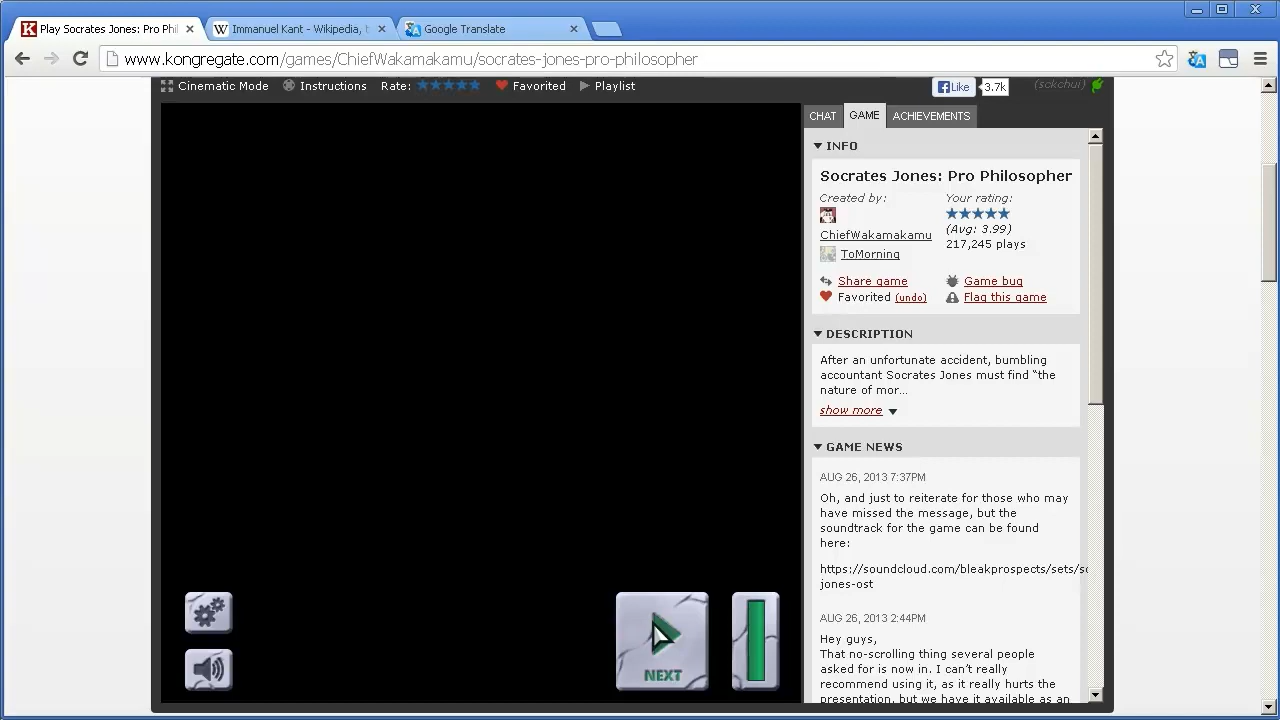 Play Socrates Jones: Pro Phil
Immanuel Kant - Wikipedia, t
Google Translate
www.kongregate.com/games/ChiefWakamakamu/socrates-jones-pro-philosopher
Cinematic Mode
Instructions
Rate:
Favorited
Playlist
Like
3.7k
(sckchui)
CHAT
GAME
ACHIEVEMENTS
INFO
Socrates Jones: Pro Philosopher
Created by:
Your rating:
ChiefWakamakamu
(Avg: 3.99)
217,245 plays
ToMorning
Share game
Game bug
Favorited (undo)
Flag this game
DESCRIPTION
After an unfortunate accident, bumbling
accountant Socrates Jones must find “the
nature of mor...
show more
GAME NEWS
AUG 26, 2013 7:37PM
Oh, and just to reiterate for those who may
have missed the message, but the
soundtrack for the game can be found
here:
https://soundcloud.com/bleakprospects/sets/so
jones-ost
AUG 26, 2013 2:44PM
Hey guys,
That no-scrolling thing several people
asked for is now in. I can’t really
recommend using it, as it really hurts the
presentation, but we have it available as an
NEXT